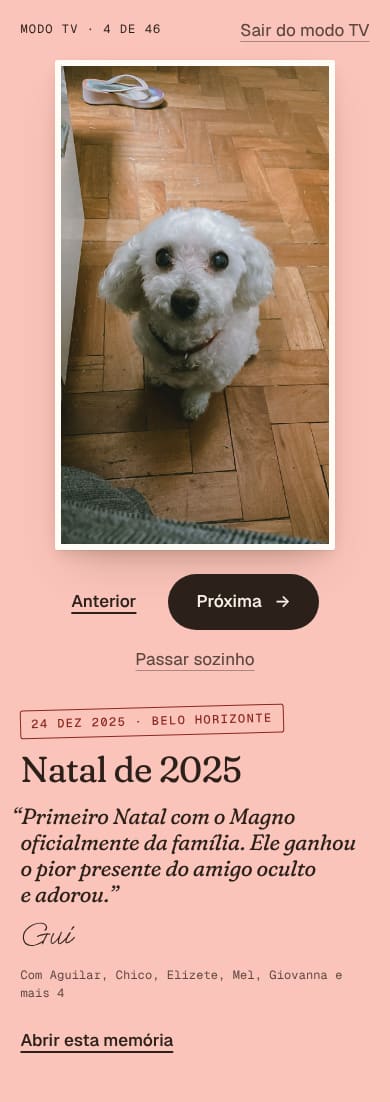 MODO TV · 4 DE 46
Sair do modo TV
Anterior
Próxima →
Passar sozinho
24 DEZ 2025 · BELO HORIZONTE
Natal de 2025
“Primeiro Natal com o Magno
oficialmente da família. Ele ganhou
o pior presente do amigo oculto
e adorou.”
Gui
Com Aguilar, Chico, Elizete, Mel, Giovanna e
mais 4
Abrir esta memória